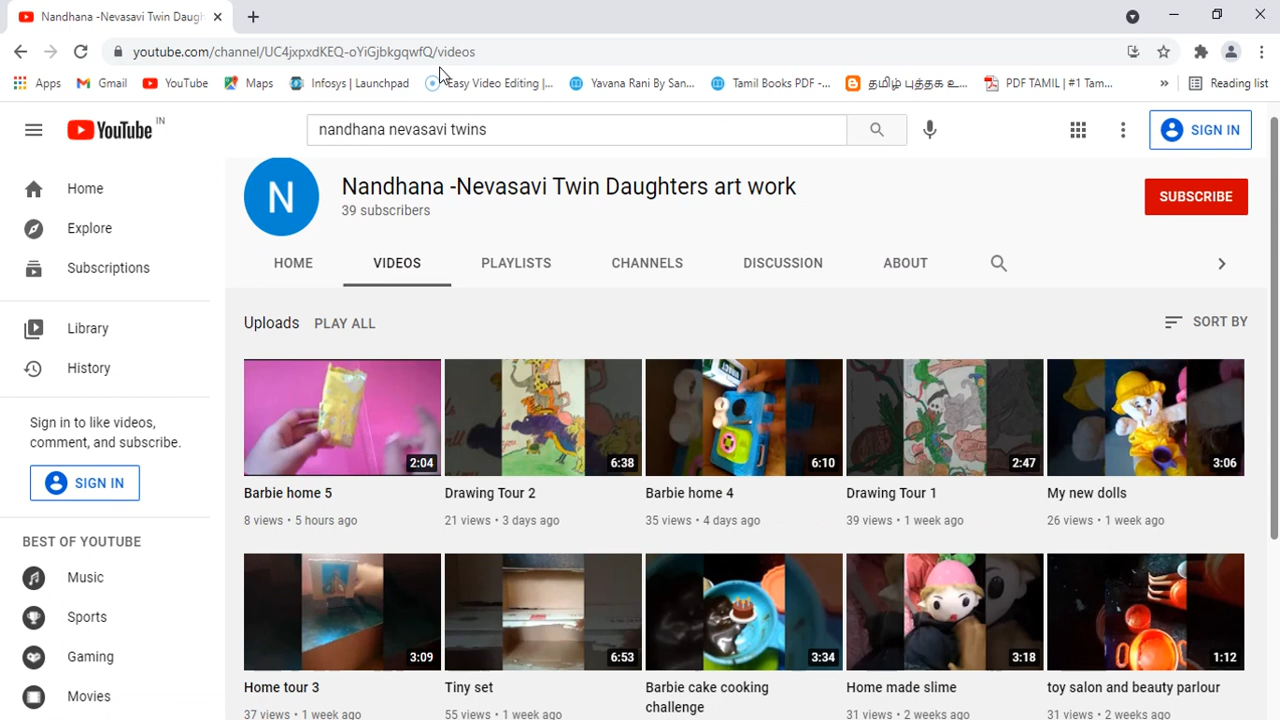 Nandhana -Nevasavi Twin Daugh
youtube.com/channel/UC4jxpxdKEQ-oYiGjbkgqwfQ/videos
Apps Gmail YouTube Maps Infosys | Launchpad Easy Video Editing |... Yavana Rani By San... Tamil Books PDF -... தமிழ் புத்தக உ... PDF TAMIL | #1 Tam... » Reading list
YouTube IN nandhana nevasavi twins SIGN IN
Home
Explore
Subscriptions
Library
History
Sign in to like videos,
comment, and subscribe.
SIGN IN
BEST OF YOUTUBE
Music
Sports
Gaming
Movies
N
Nandhana -Nevasavi Twin Daughters art work
39 subscribers
SUBSCRIBE
HOME VIDEOS PLAYLISTS CHANNELS DISCUSSION ABOUT
Uploads PLAY ALL SORT BY
2:04 6:38 6:10 2:47 3:06
Barbie home 5 Drawing Tour 2 Barbie home 4 Drawing Tour 1 My new dolls
8 views • 5 hours ago 21 views • 3 days ago 35 views • 4 days ago 39 views • 1 week ago 26 views • 1 week ago
3:09 6:53 3:34 3:18 1:12
Home tour 3 Tiny set Barbie cake cooking challenge Home made slime toy salon and beauty parlour
37 views • 1 week ago 55 views • 1 week ago 31 views • 2 weeks ago 31 views • 2 weeks ago